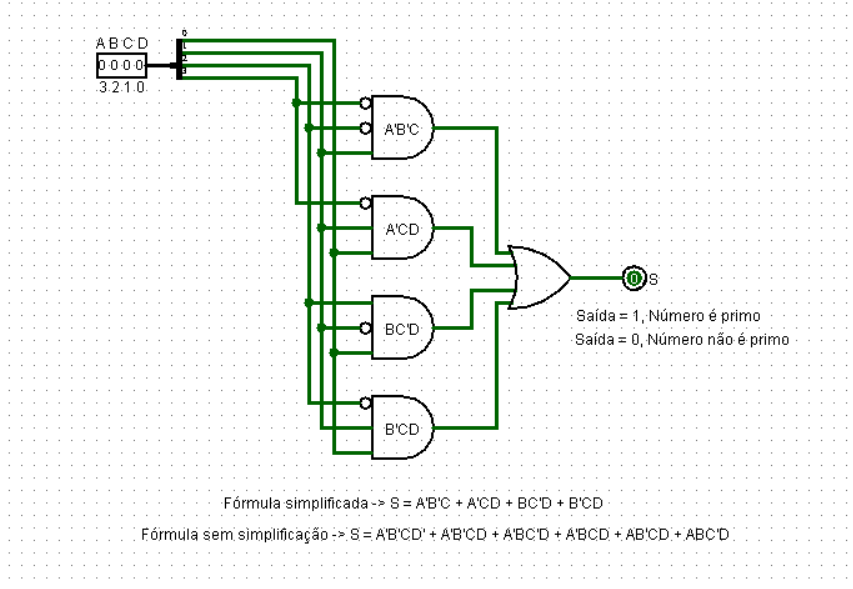 0
1
2
3
A B C D
0 0 0 0
3.2.1.0
A'B'C
A'CD
BC'D
B'CD
0 S
Saída = 1, Número é primo
Saída = 0, Número não é primo
Fórmula simplificada -> S = A'B'C + A'CD + BC'D + B'CD
Fórmula sem simplificação -> S = A'B'CD' + A'B'CD + A'BC'D + A'BCD + AB'CD + ABC'D